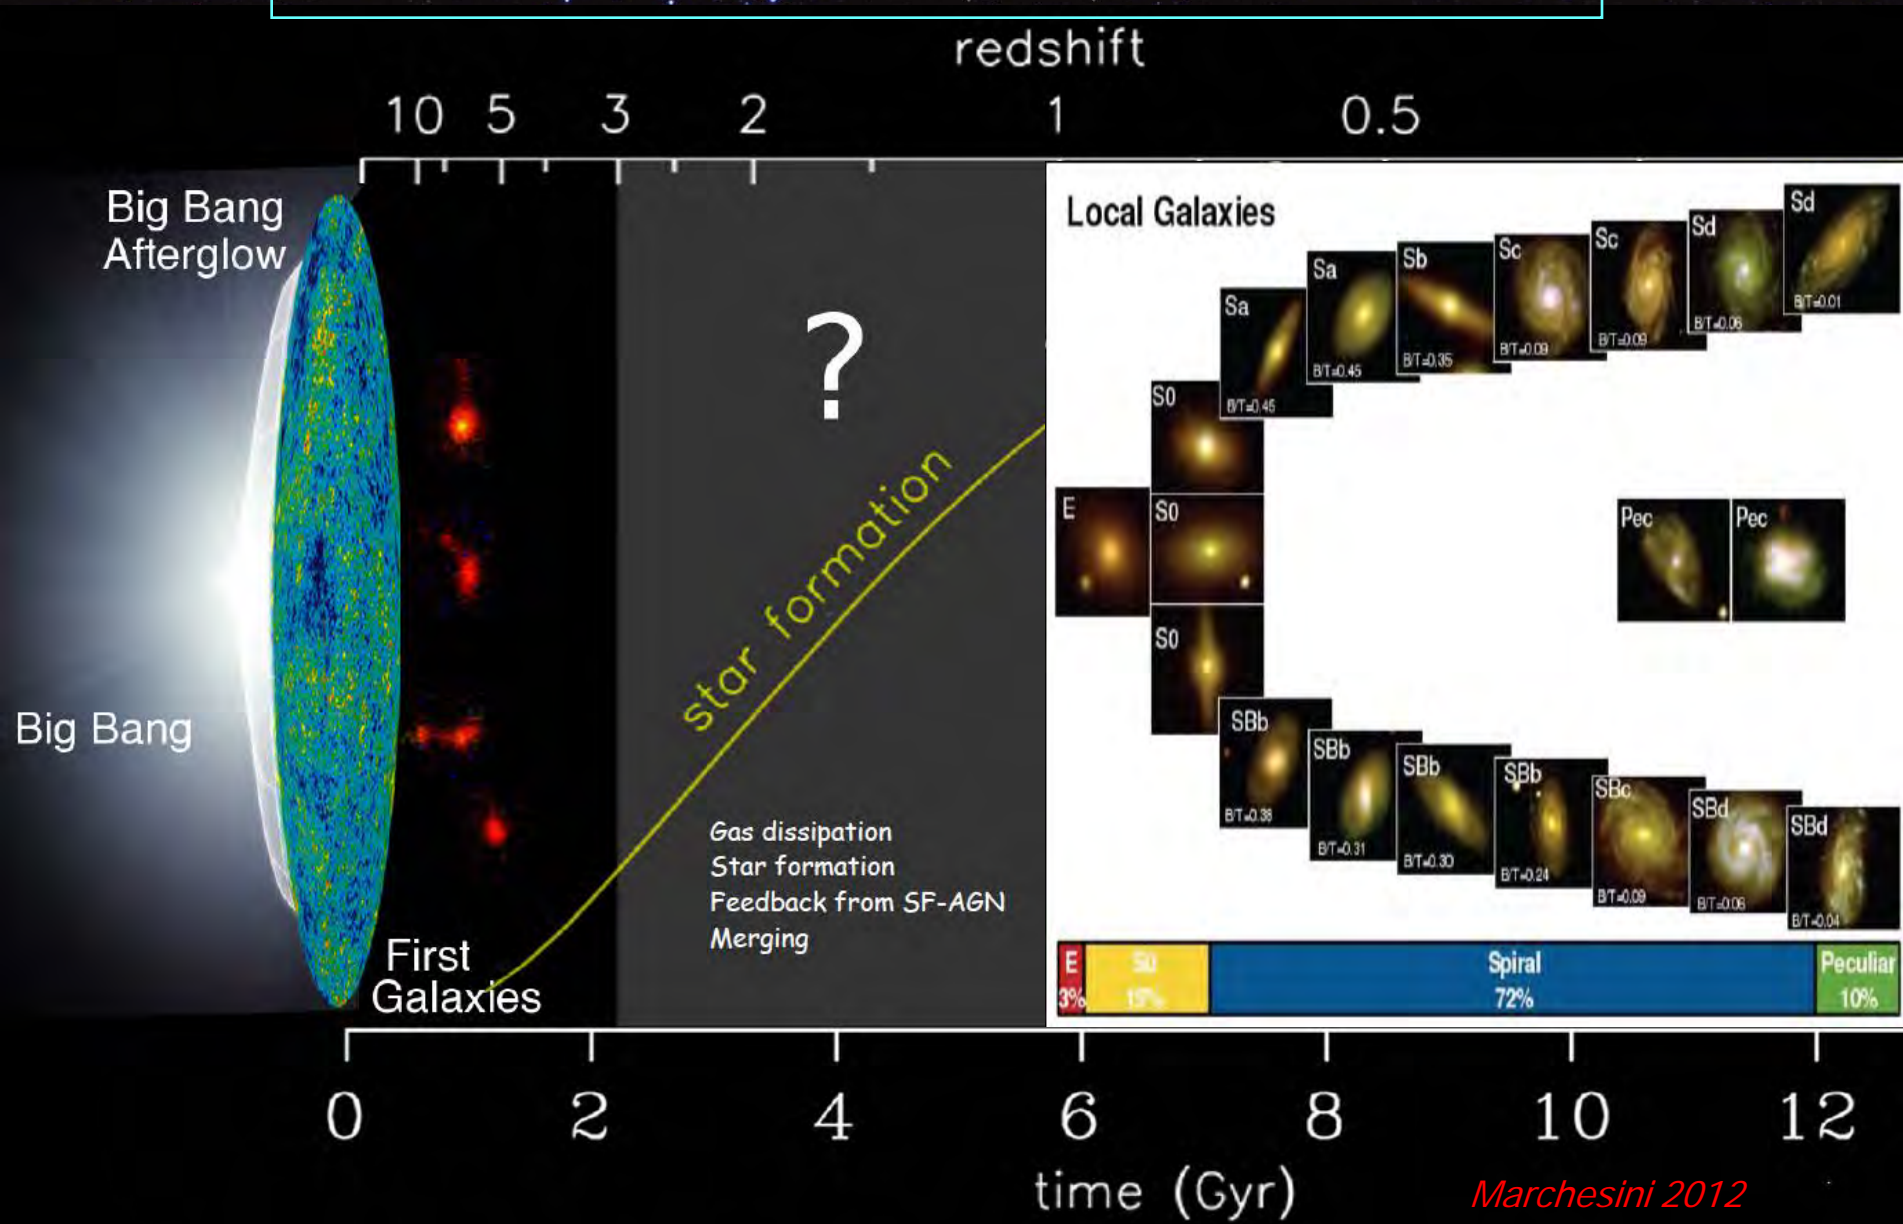 redshift
10 5 3 2 1 0.5
Big Bang
Afterglow
Local Galaxies
?
Sd
B/T=0.01
Sd
B/T=0.06
Sc
B/T=0.09
Sc
B/T=0.09
Sb
B/T=0.35
Sa
B/T=0.45
Sa
B/T=0.45
S0
E
S0
Pec
Pec
S0
star formation
Big Bang
SBb
B/T=0.38
SBb
B/T=0.31
SBb
B/T=0.30
SBb
B/T=0.24
SBc
B/T=0.09
SBd
B/T=0.06
SBd
B/T=0.04
Gas dissipation
Star formation
Feedback from SF-AGN
Merging
First
Galaxies
E S0 Spiral Peculiar
3% 72% 10%
0 2 4 6 8 10 12
time (Gyr)
Marchesini 2012